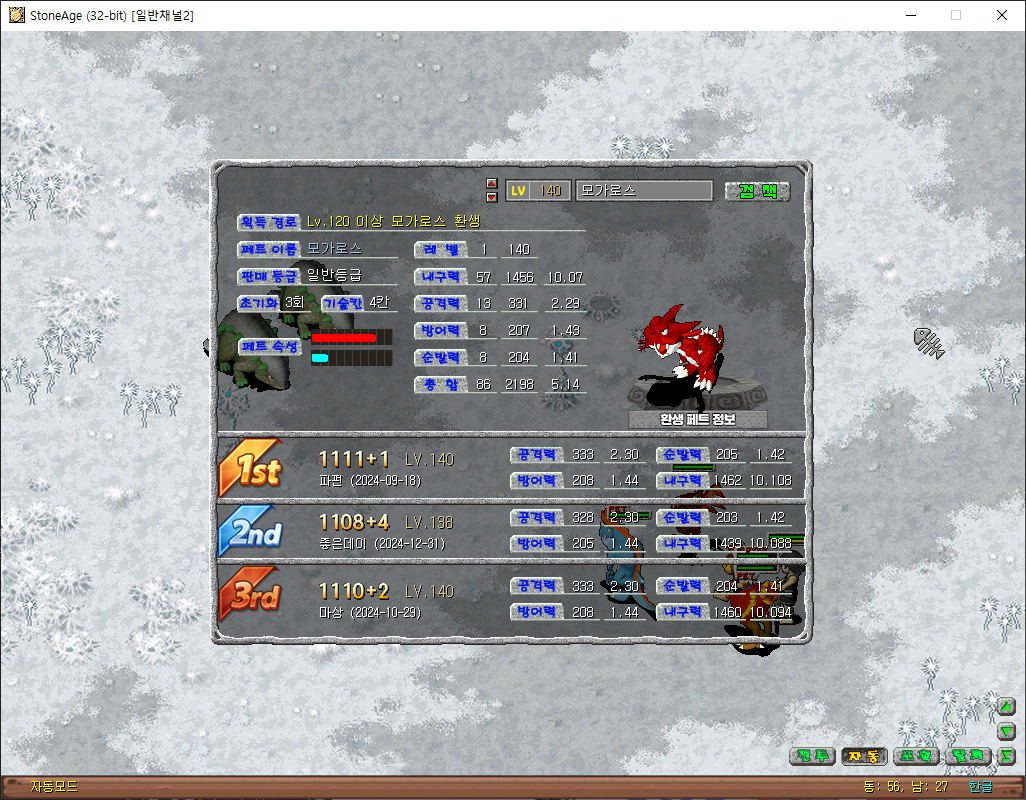 StoneAge (32-bit) [일반채널2]
LV 140 모가로스 검색
획득 경로 Lv.120 이상 모가로스 환생
페트 이름 모가로스 레벨 1 140
판매 등급 일반등급 내구력 57 1456 10.07
초기화 3회 기술칸 4칸 공격력 13 331 2.29
방어력 8 207 1.43
페트 속성 순발력 8 204 1.41
총합 86 2198 5.14
환생 페트 정보
1st 1111+1 LV.140 공격력 333 2.30 순발력 205 1.42
파편 (2024-09-18) 방어력 208 1.44 내구력 1462 10.108
2nd 1108+4 LV.138 공격력 328 2.30 순발력 203 1.42
좋은데이 (2024-12-31) 방어력 205 1.44 내구력 1439 10.088
3rd 1110+2 LV.140 공격력 333 2.30 순발력 204 1.41
마상 (2024-10-29) 방어력 208 1.44 내구력 1460 10.094
전투 자동
자동모드 동: 56, 남: 27 한글